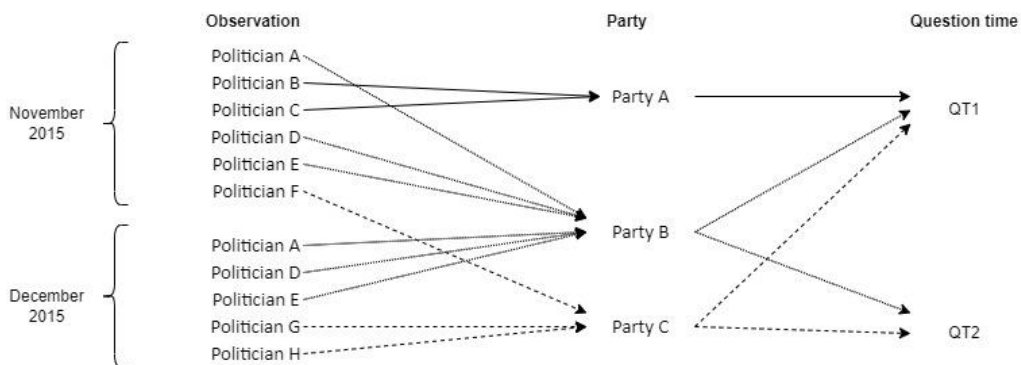 Observation Party Question time
Politician A
Politician B
Party A
Politician C
QT1
November
2015
Politician D
Politician E
Politician F
Party B
Politician A
Politician D
December
2015
Politician E
Politician G
Party C
QT2
Politician H